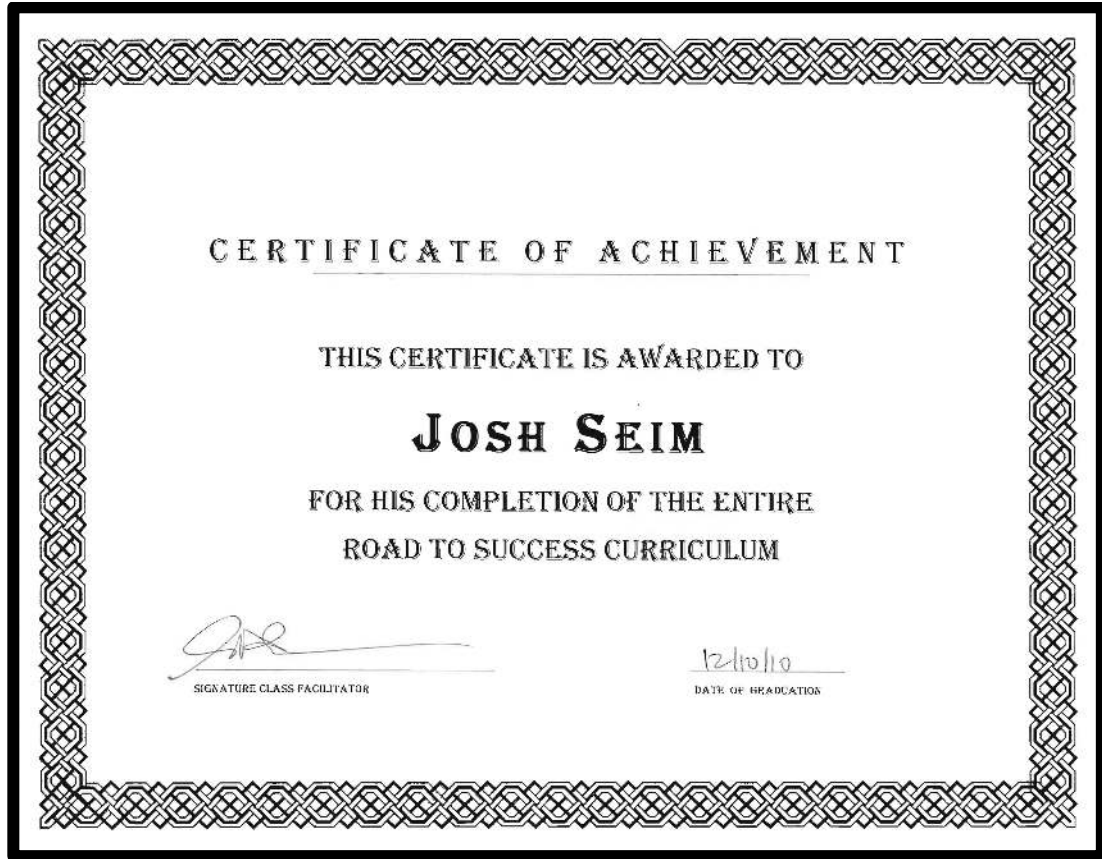 CERTIFICATE OF ACHIEVEMENT
THIS CERTIFICATE IS AWARDED TO
JOSH SEIM
FOR HIS COMPLETION OF THE ENTIRE
ROAD TO SUCCESS CURRICULUM
12/10/10
SIGNATURE CLASS FACILITATOR
DATE OF GRADUATION